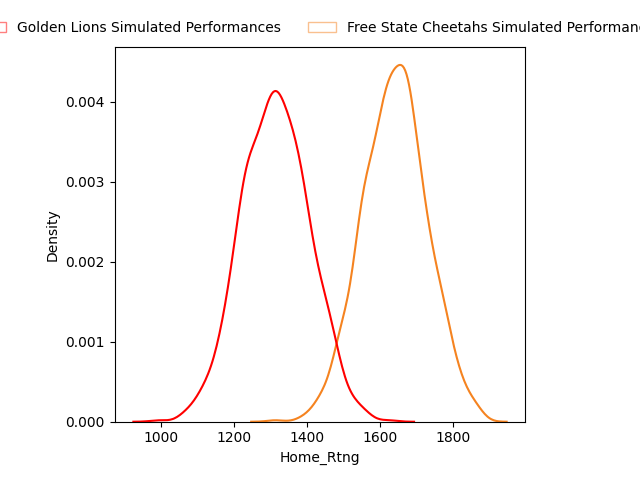 Golden Lions Simulated Performances
Free State Cheetahs Simulated
0.004
0.003
0.002
0.001
0.000
Density
1000 1200 1400 1600 1800
Home_Rtng